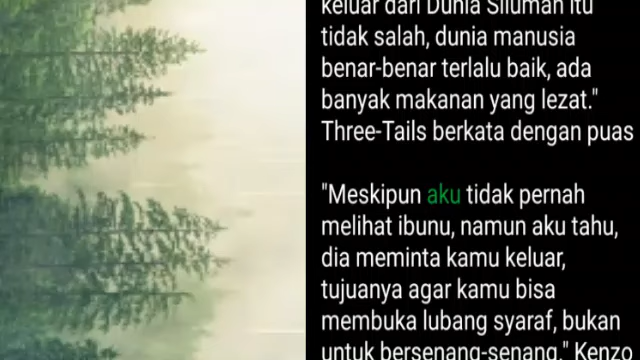 keluar dari Dunia Siluman itu
tidak salah, dunia manusia
benar-benar terlalu baik, ada
banyak makanan yang lezat."
Three-Tails berkata dengan puas
"Meskipun aku tidak pernah
melihat ibunu, namun aku tahu,
dia meminta kamu keluar,
tujuanya agar kamu bisa
membuka lubang syaraf, bukan
untuk bersenang-senang." Kenzo